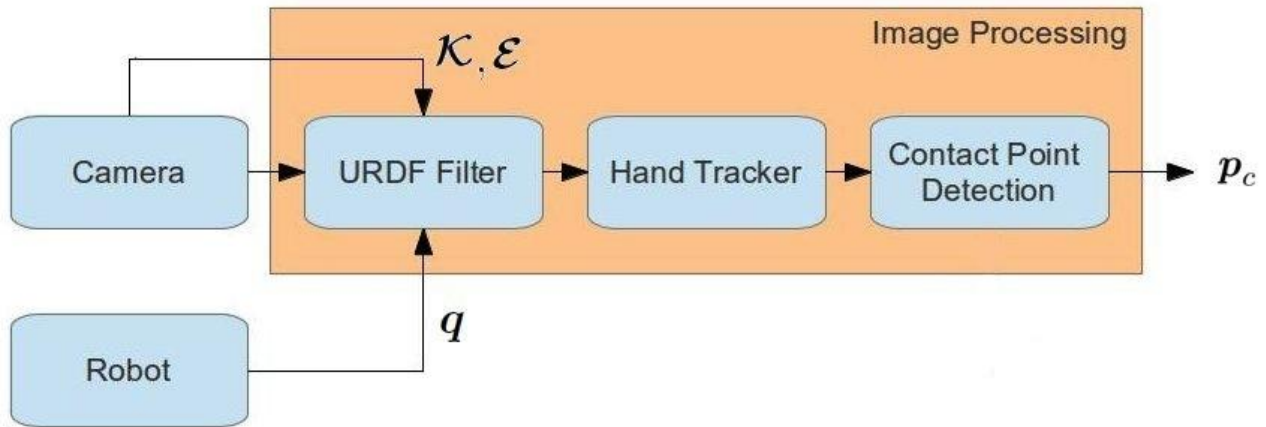 Image Processing
𝒦, ℰ
Camera
URDF Filter
Hand Tracker
Contact Point
Detection
p_c
q
Robot